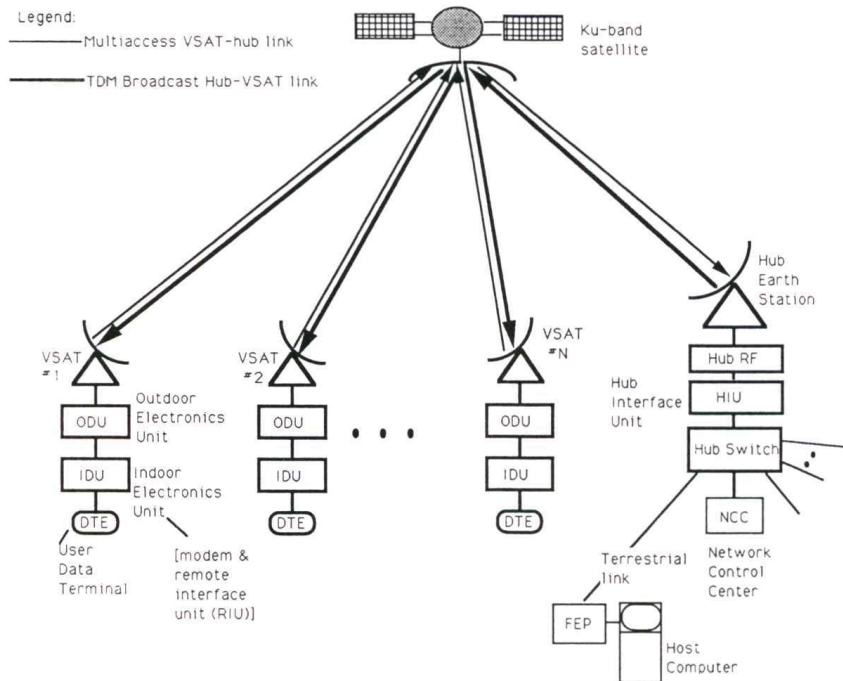 Legend:
Multiaccess VSAT-hub link
TDM Broadcast Hub-VSAT link
Ku-band
satellite
Hub
Earth
Station
VSAT
#1
VSAT
#2
VSAT
#N
Hub RF
HIU
Hub
Interface
Unit
Hub Switch
NCC
Network
Control
Center
ODU
Outdoor
Electronics
Unit
ODU
ODU
IDU
Indoor
Electronics
Unit
IDU
IDU
DTE
DTE
DTE
User
Data
Terminal
[modem &
remote
interface
unit (RIU)]
Terrestrial
link
FEP
Host
Computer